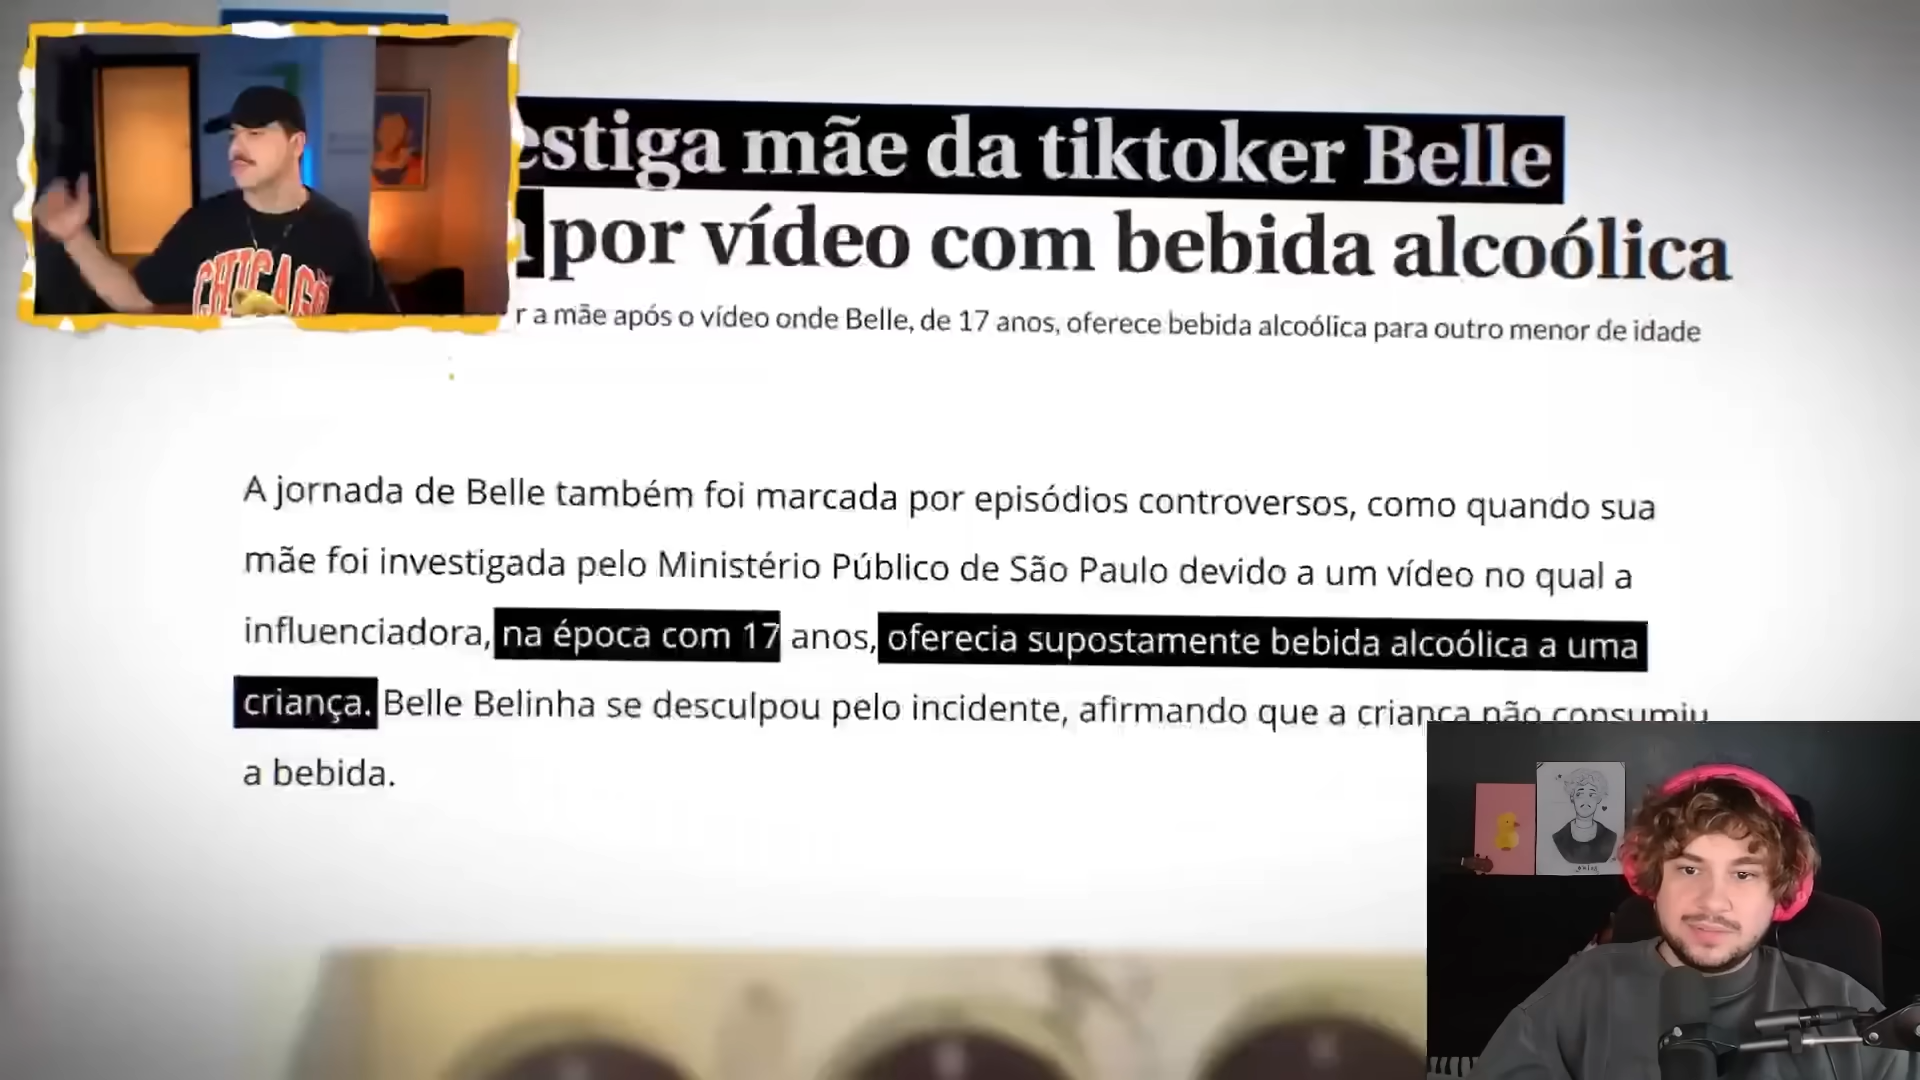 estiga mãe da tiktoker Belle
por vídeo com bebida alcoólica
r a mãe após o vídeo onde Belle, de 17 anos, oferece bebida alcoólica para outro menor de idade
CHICAGO
A jornada de Belle também foi marcada por episódios controversos, como quando sua
mãe foi investigada pelo Ministério Público de São Paulo devido a um vídeo no qual a
influenciadora, na época com 17 anos, oferecia supostamente bebida alcoólica a uma
criança. Belle Belinha se desculpou pelo incidente, afirmando que a criança não consumiu
a bebida.